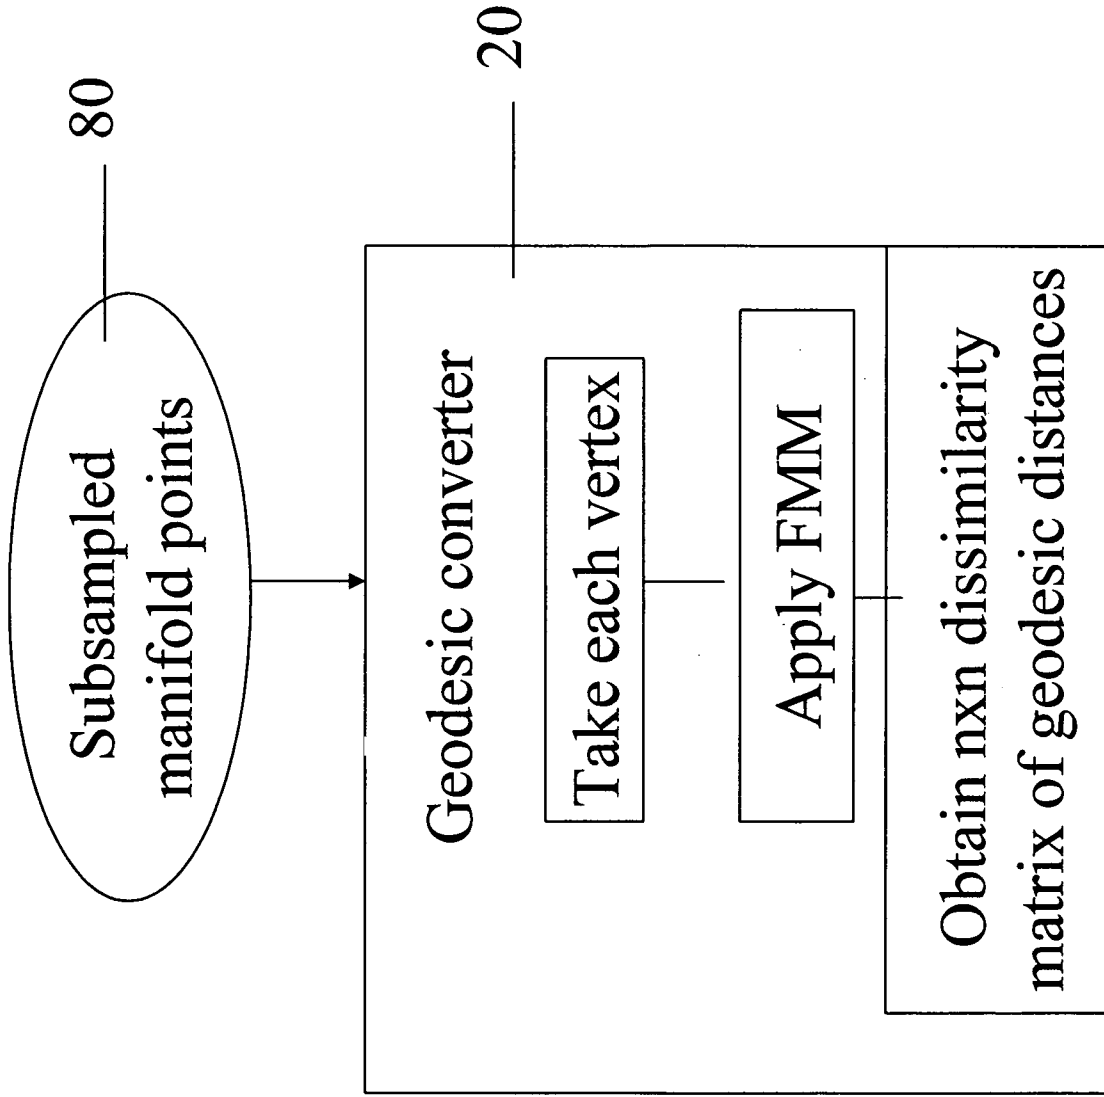 80
Subsampled
manifold points
20
Geodesic converter
Take each vertex
Apply FMM
Obtain nxn dissimilarity
matrix of geodesic distances